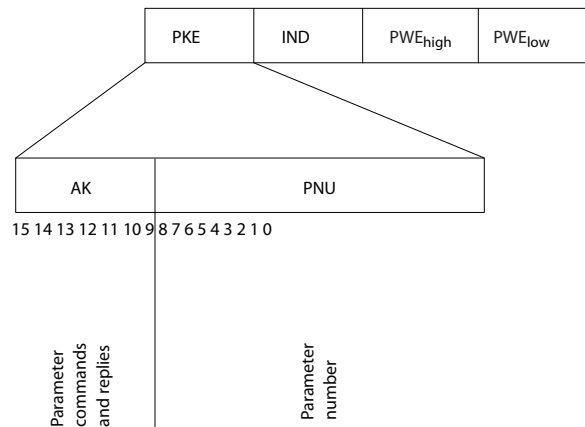 PKE IND PWEhigh PWElow
AK PNU
15 14 13 12 11 10 9 8 7 6 5 4 3 2 1 0
Parameter
commands
and replies
Parameter
number